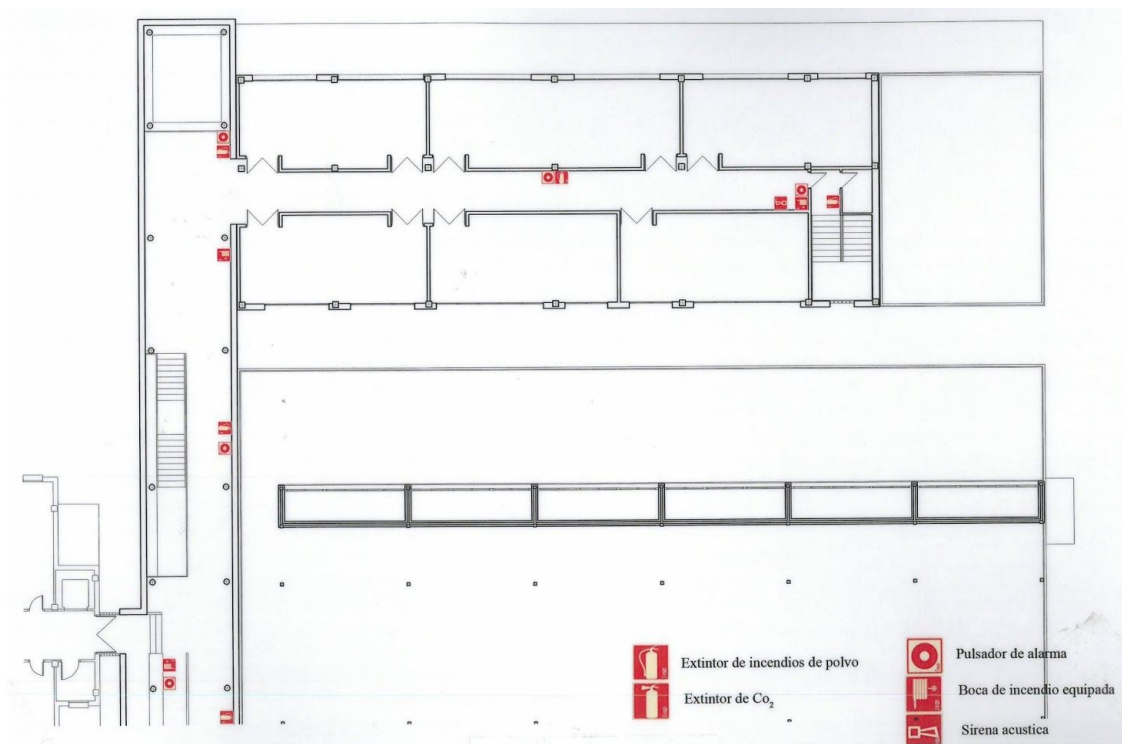 Extintor de incendios de polvo
Extintor de Co₂
Pulsador de alarma
Boca de incendio equipada
Sirena acustica